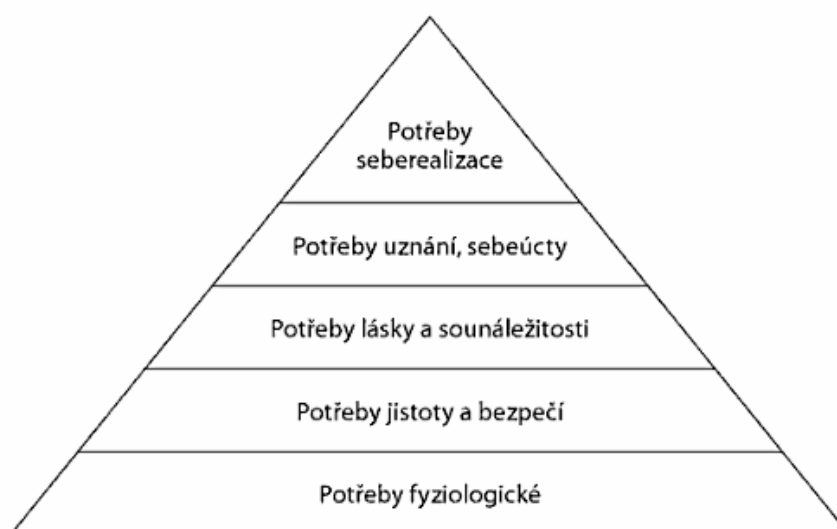 Potřeby
seberealizace
Potřeby uznání, sebeúcty
Potřeby lásky a sounáležitosti
Potřeby jistoty a bezpečí
Potřeby fyziologické